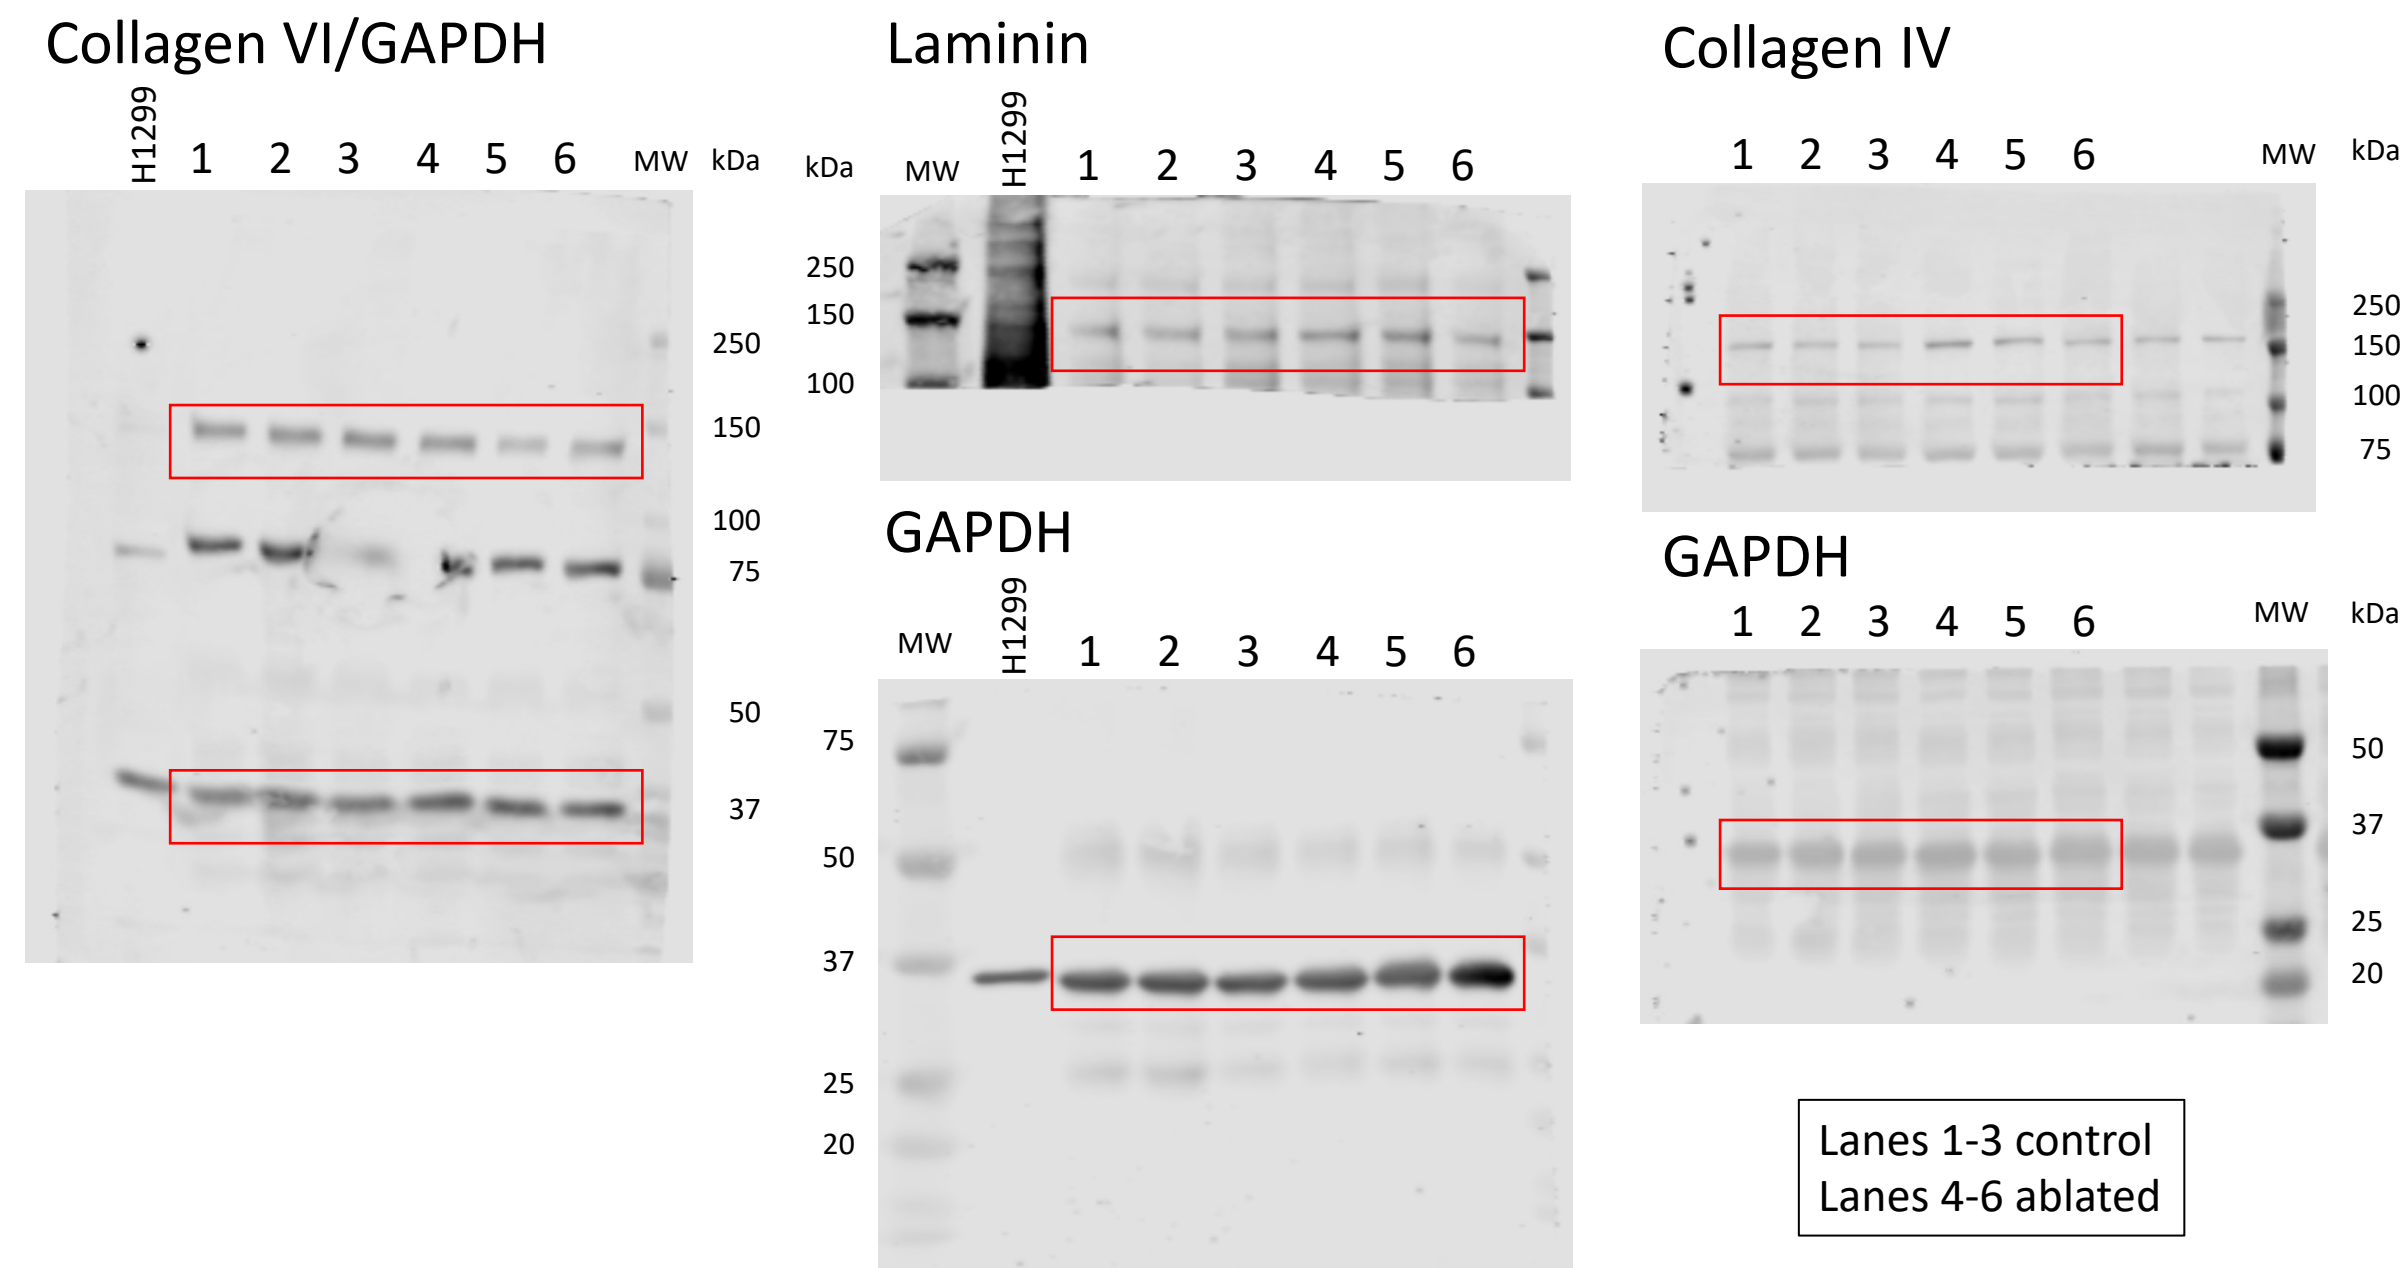 Collagen VI/GAPDH
H1299 1 2 3 4 5 6 MW kDa
250
150
100
75
50
37
Laminin
kDa MW H1299 1 2 3 4 5 6
250
150
100
GAPDH
MW H1299 1 2 3 4 5 6
75
50
37
25
20
Collagen IV
1 2 3 4 5 6 MW kDa
250
150
100
75
GAPDH
1 2 3 4 5 6 MW kDa
50
37
25
20
Lanes 1-3 control
Lanes 4-6 ablated